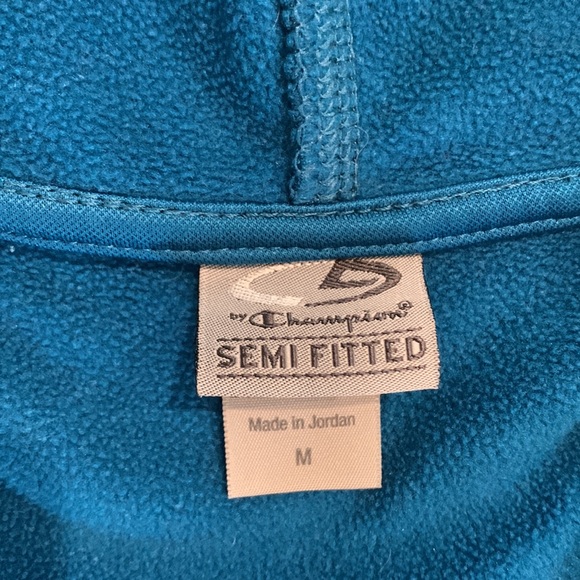 by Champion®
SEMI FITTED
Made in Jordan
M